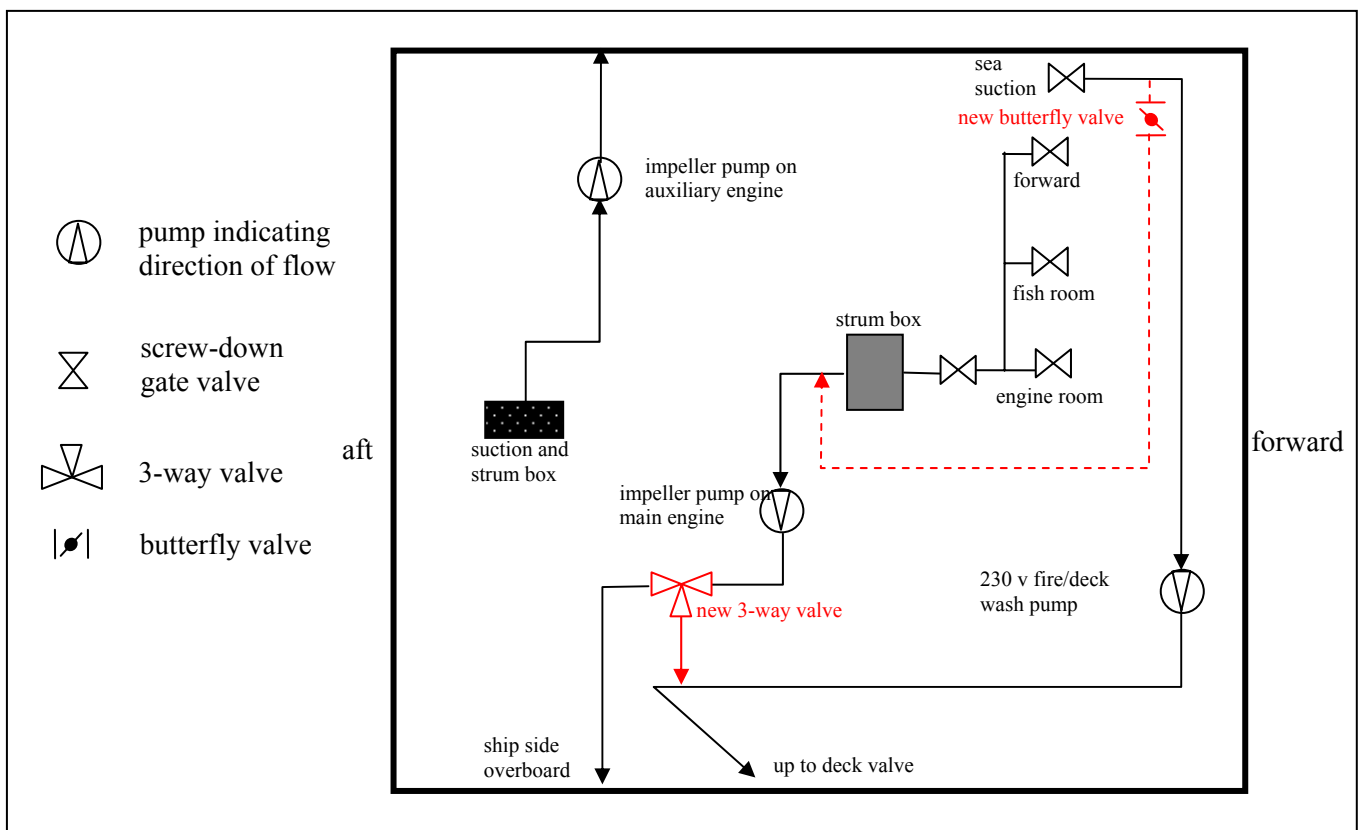 pump indicating
direction of flow
screw-down
gate valve
3-way valve
butterfly valve
aft
forward
impeller pump on
auxiliary engine
suction and
strum box
sea
suction
new butterfly valve
forward
fish room
engine room
strum box
impeller pump on
main engine
new 3-way valve
230 v fire/deck
wash pump
ship side
overboard
up to deck valve